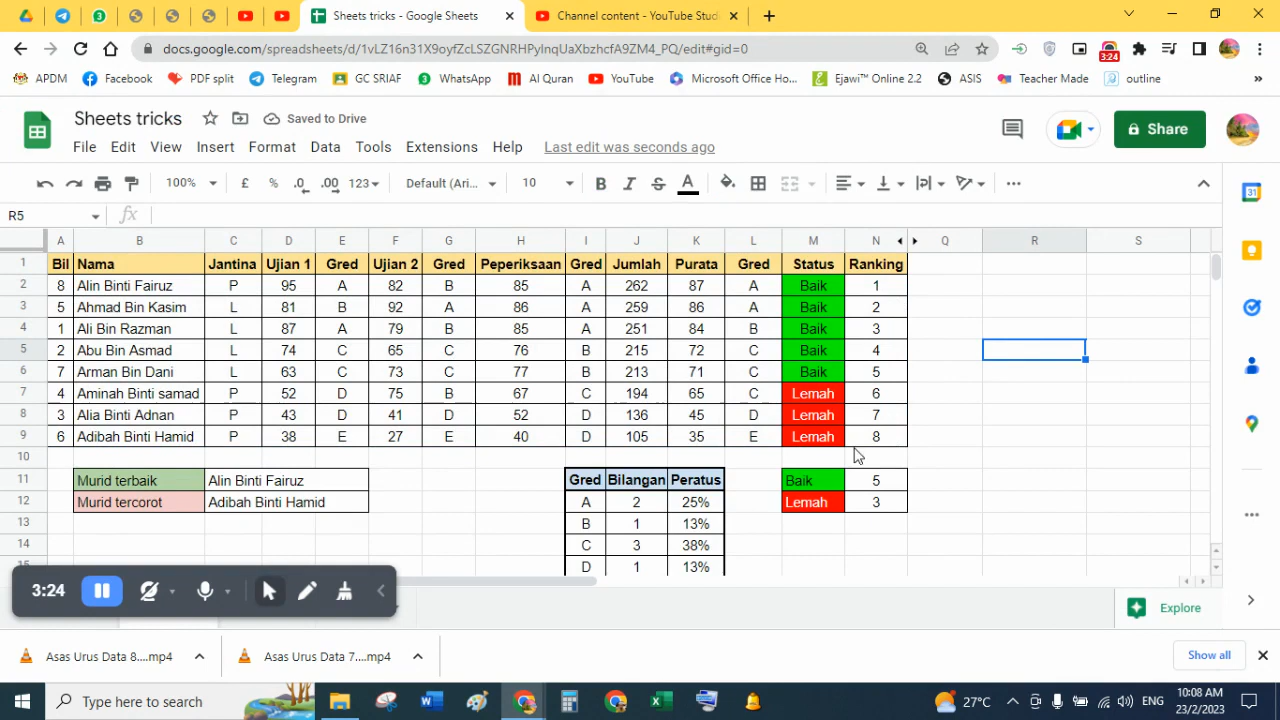 Sheets tricks - Google Sheets
Channel content - YouTube Stud
docs.google.com/spreadsheets/d/1vLZ16n31X9oyfZcLSZGNRHPyInqUaXbzhcfA9ZM4_PQ/edit#gid=0
3:24
APDM Facebook PDF split Telegram GC SRIAF WhatsApp Al Quran YouTube Microsoft Office Ho... Ejawi™ Online 2.2 ASIS Teacher Made outline »
Sheets tricks
Saved to Drive
Share
File Edit View Insert Format Data Tools Extensions Help Last edit was seconds ago
100% £ % .0 .00 123 Default (Ari... 10 B I S A
R5 fx
A B C D E F G H I J K L M N Q R S
1 Bil Nama Jantina Ujian 1 Gred Ujian 2 Gred Peperiksaan Gred Jumlah Purata Gred Status Ranking
2 8 Alin Binti Fairuz P 95 A 82 B 85 A 262 87 A Baik 1
3 5 Ahmad Bin Kasim L 81 B 92 A 86 A 259 86 A Baik 2
4 1 Ali Bin Razman L 87 A 79 B 85 A 251 84 B Baik 3
5 2 Abu Bin Asmad L 74 C 65 C 76 B 215 72 C Baik 4
6 7 Arman Bin Dani L 63 C 73 C 77 B 213 71 C Baik 5
7 4 Aminah Binti samad P 52 D 75 B 67 C 194 65 C Lemah 6
8 3 Alia Binti Adnan P 43 D 41 D 52 D 136 45 D Lemah 7
9 6 Adibah Binti Hamid P 38 E 27 E 40 D 105 35 E Lemah 8
10
11 Murid terbaik Alin Binti Fairuz Gred Bilangan Peratus Baik 5
12 Murid tercorot Adibah Binti Hamid A 2 25% Lemah 3
13 B 1 13%
14 C 3 38%
15 D 1 13%
3:24
Explore
31
Asas Urus Data 8....mp4
Asas Urus Data 7....mp4
Show all
Type here to search
27°C
ENG
10:08 AM
23/2/2023